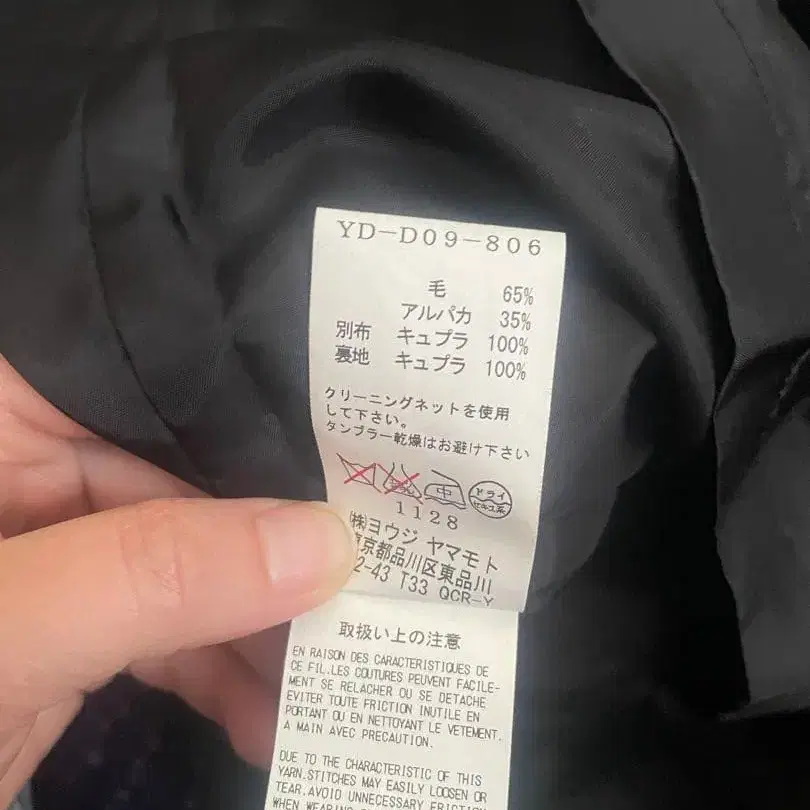 YD-D09-806
毛 65%
アルパカ 35%
別布 キュプラ 100%
裏地 キュプラ 100%
クリーニングネットを使用
して下さい。
タンブラー乾燥はお避け下さい
中 ドライ セキユ系
1128
㈱ヨウジ ヤマモト
東京都品川区東品川
2-43 T33 QCR-Y
取扱い上の注意
EN RAISON DES CARACTERISTIQUES DE
CE FIL.LES COUTURES PEUVENT FACILE-
MENT SE RELACHER OU SE DETACHE
EVITER TOUTE FRICTION INUTILE EN
PORTANT OU EN NETTOYANT LE VETEMENT.
A MAIN AVEC PRECAUTION.
DUE TO THE CHARACTERISTIC OF THIS
YARN.STITCHES MAY EASILY LOOSEN OR
TEAR.AVOID UNNECESSARY FRICTION
WHEN